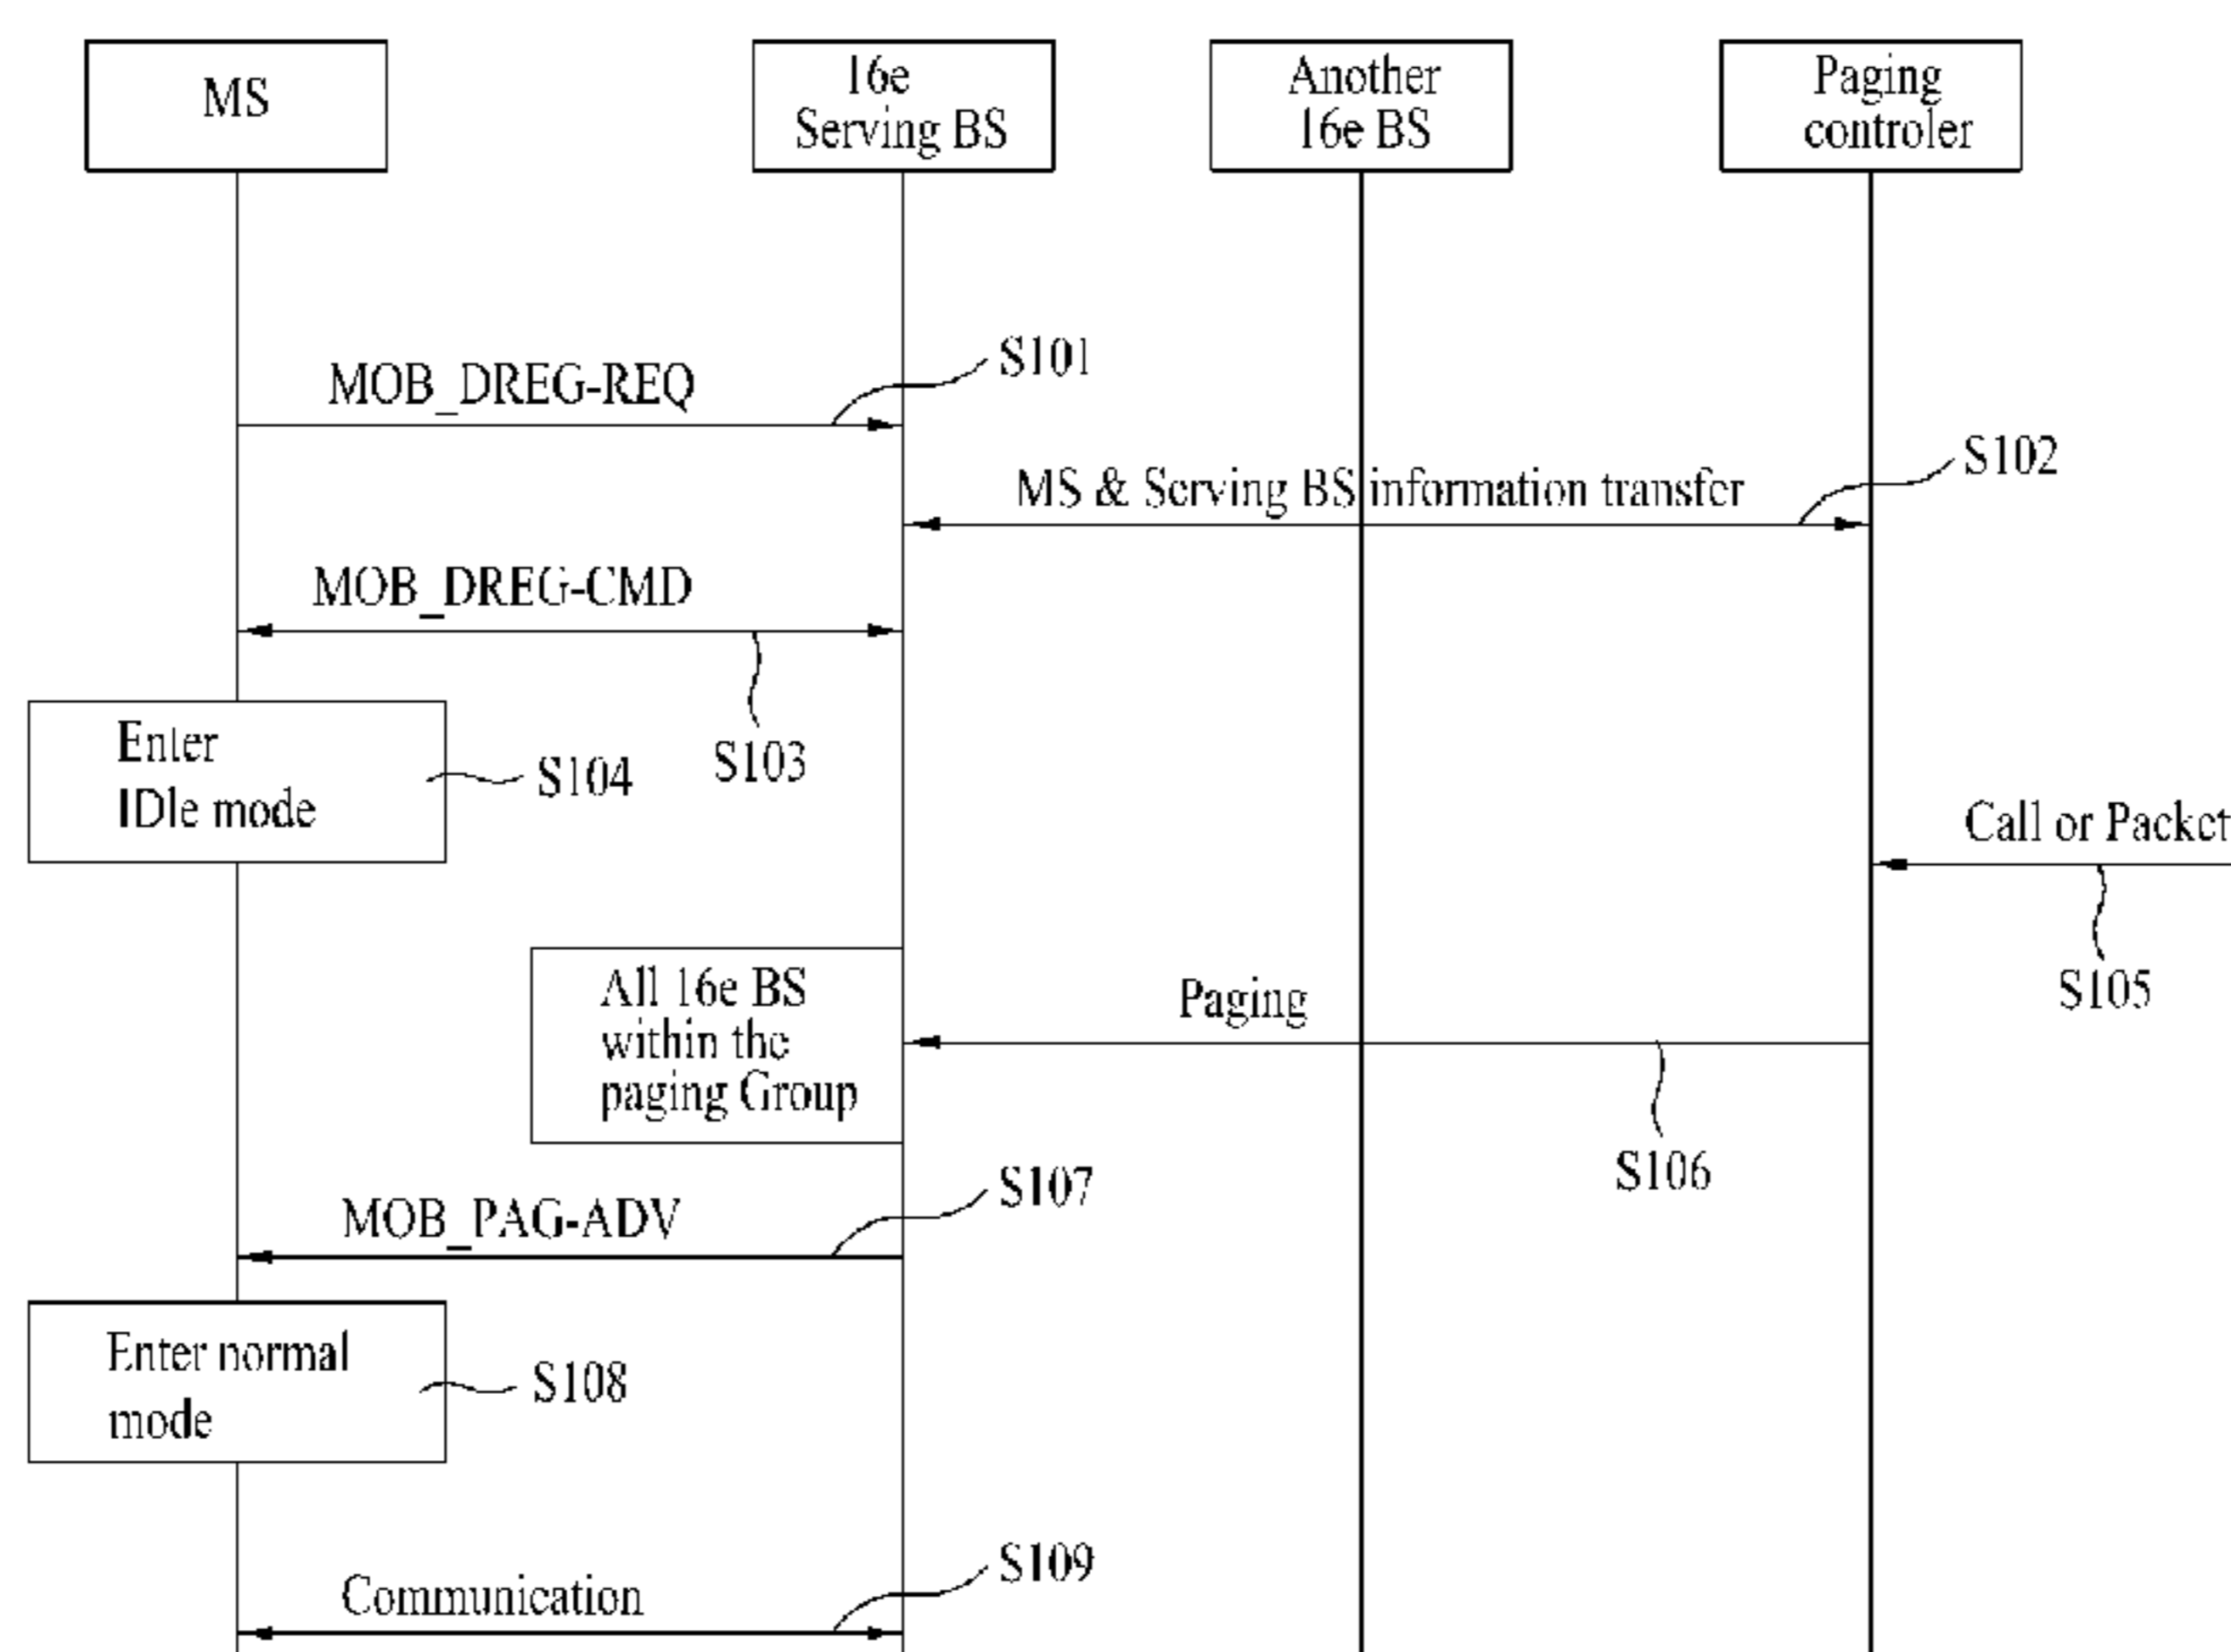 MS
16e
Serving BS
Another
16e BS
Paging
controler
S101
MOB_DREG-REQ
S102
MS & Serving BS information transfer
MOB_DREG-CMD
S103
Enter
IDle mode
S104
Call or Packet
S105
All 16e BS
within the
paging Group
Paging
S106
S107
MOB_PAG-ADV
Enter normal
mode
S108
S109
Communication